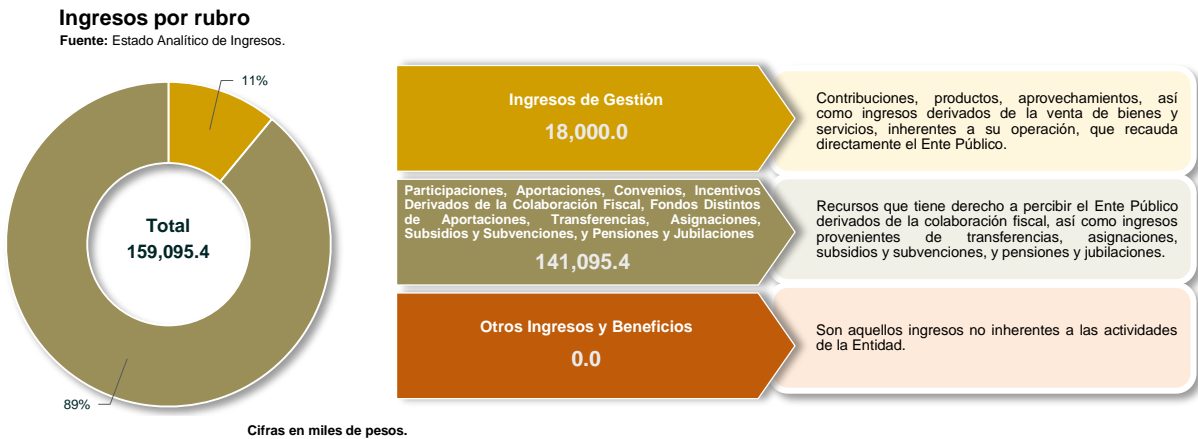 Ingresos por rubro
Fuente: Estado Analítico de Ingresos.
11%
Total
159,095.4
89%
Ingresos de Gestión
18,000.0
Contribuciones, productos, aprovechamientos, así
como ingresos derivados de la venta de bienes y
servicios, inherentes a su operación, que recauda
directamente el Ente Público.
Participaciones, Aportaciones, Convenios, Incentivos
Derivados de la Colaboración Fiscal, Fondos Distintos
de Aportaciones, Transferencias, Asignaciones,
Subsidios y Subvenciones, y Pensiones y Jubilaciones
141,095.4
Recursos que tiene derecho a percibir el Ente Público
derivados de la colaboración fiscal, así como ingresos
provenientes de transferencias, asignaciones,
subsidios y subvenciones, y pensiones y jubilaciones.
Otros Ingresos y Beneficios
0.0
Son aquellos ingresos no inherentes a las actividades
de la Entidad.
Cifras en miles de pesos.